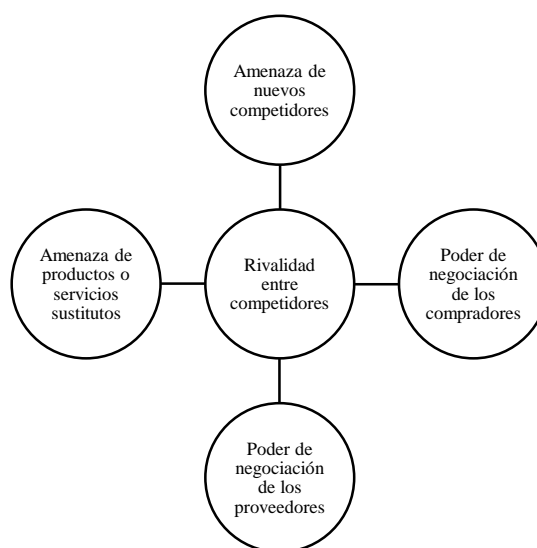 Amenaza de
nuevos
competidores
Amenaza de
productos o
servicios
sustitutos
Rivalidad
entre
competidores
Poder de
negociación
de los
compradores
Poder de
negociación
de los
proveedores